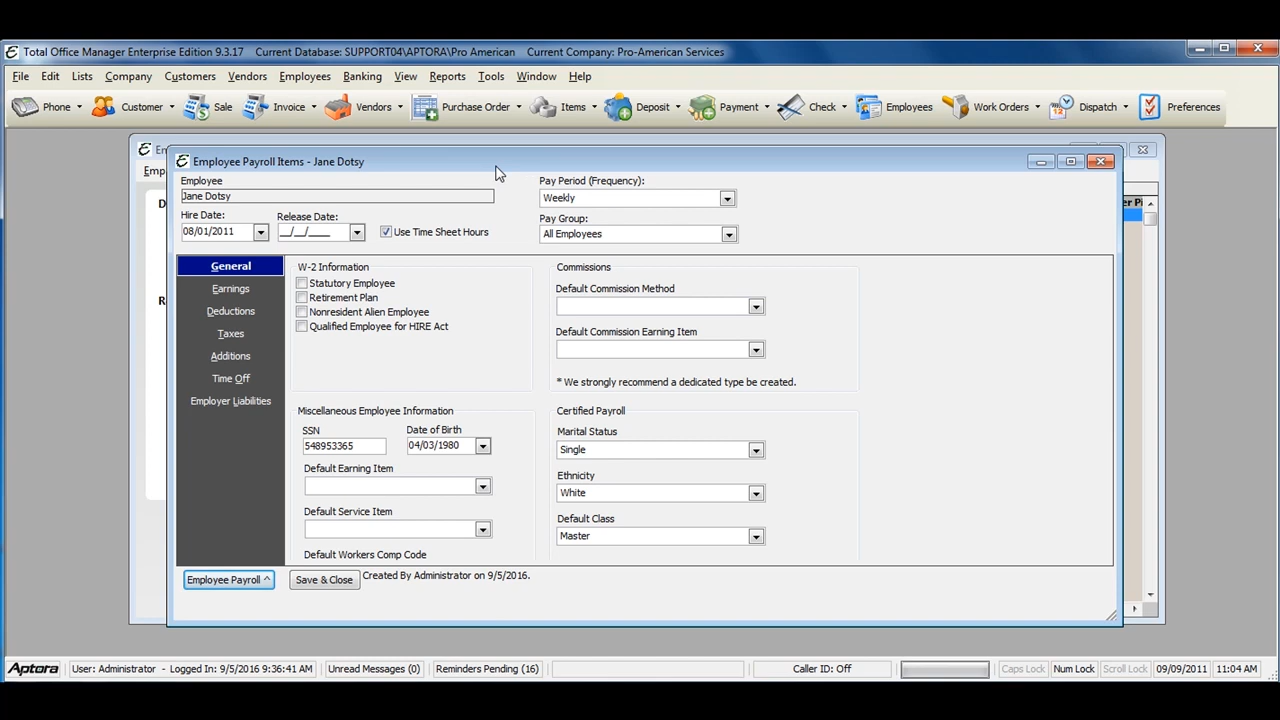 Total Office Manager Enterprise Edition 9.3.17 Current Database: SUPPORT04\APTORA\Pro American Current Company: Pro-American Services
File Edit Lists Company Customers Vendors Employees Banking View Reports Tools Window Help
Phone Customer Sale Invoice Vendors Purchase Order Items Deposit Payment Check Employees Work Orders Dispatch Preferences
Employee Payroll Items - Jane Dotsy
Employee
Jane Dotsy
Pay Period (Frequency):
Weekly
Hire Date:
08/01/2011
Release Date:
__/__/____
Use Time Sheet Hours
Pay Group:
All Employees
General
Earnings
Deductions
Taxes
Additions
Time Off
Employer Liabilities
W-2 Information
Statutory Employee
Retirement Plan
Nonresident Alien Employee
Qualified Employee for HIRE Act
Commissions
Default Commission Method
Default Commission Earning Item
* We strongly recommend a dedicated type be created.
Miscellaneous Employee Information
SSN
548953365
Date of Birth
04/03/1980
Default Earning Item
Default Service Item
Default Workers Comp Code
Certified Payroll
Marital Status
Single
Ethnicity
White
Default Class
Master
Employee Payroll ^
Save & Close
Created By Administrator on 9/5/2016.
Aptora User: Administrator - Logged In: 9/5/2016 9:36:41 AM Unread Messages (0) Reminders Pending (16) Caller ID: Off Caps Lock Num Lock Scroll Lock 09/09/2011 11:04 AM